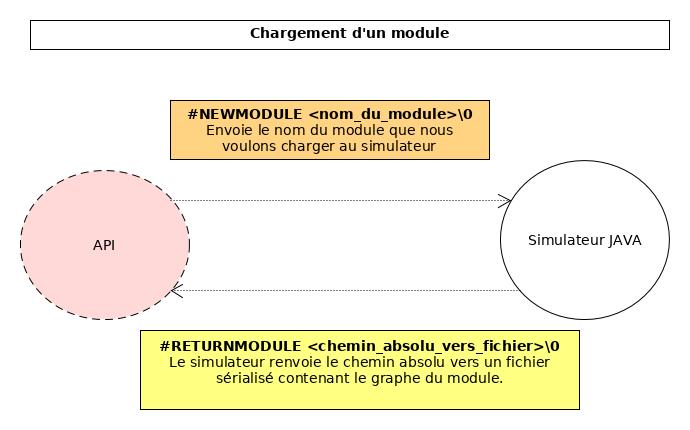 Chargement d'un module
#NEWMODULE <nom_du_module>\0
Envoie le nom du module que nous
voulons charger au simulateur
API
Simulateur JAVA
#RETURNMODULE <chemin_absolu_vers_fichier>\0
Le simulateur renvoie le chemin absolu vers un fichier
sérialisé contenant le graphe du module.